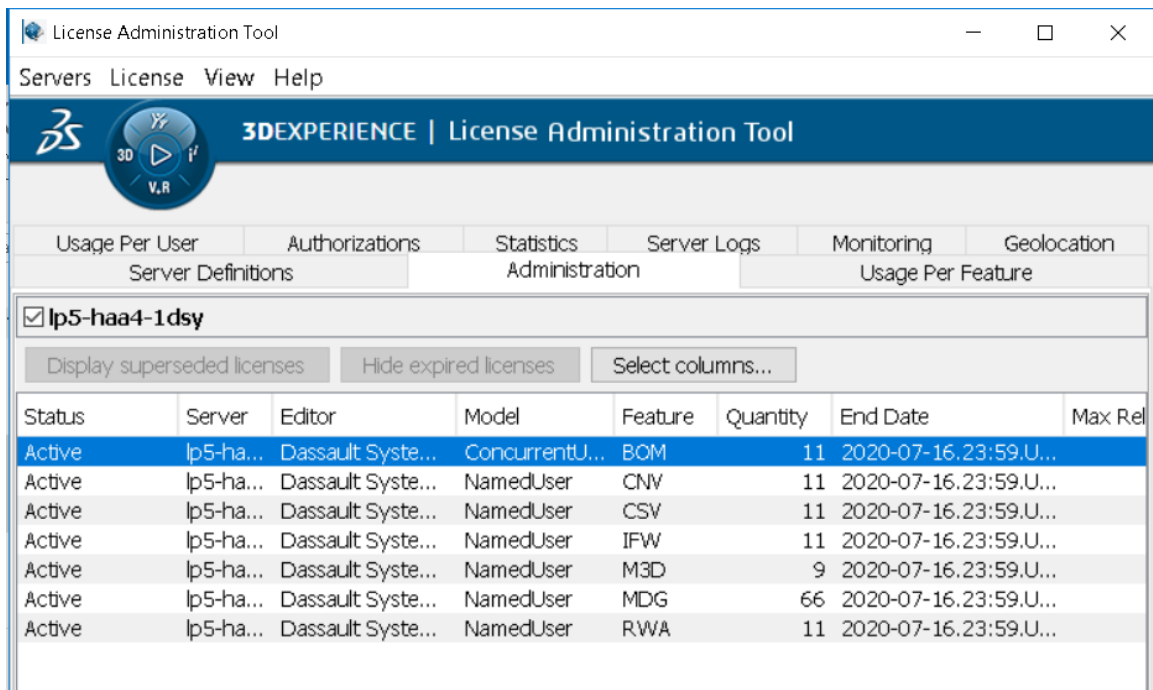 License Administration Tool
Servers License View Help
3DEXPERIENCE | License Administration Tool
3D V,R
Usage Per User Authorizations Statistics Server Logs Monitoring Geolocation
Server Definitions Administration Usage Per Feature
lp5-haa4-1dsy
Display superseded licenses Hide expired licenses Select columns...
Status Server Editor Model Feature Quantity End Date Max Rel
Active lp5-ha... Dassault Syste... ConcurrentU... BOM 11 2020-07-16.23:59.U...
Active lp5-ha... Dassault Syste... NamedUser CNV 11 2020-07-16.23:59.U...
Active lp5-ha... Dassault Syste... NamedUser CSV 11 2020-07-16.23:59.U...
Active lp5-ha... Dassault Syste... NamedUser IFW 11 2020-07-16.23:59.U...
Active lp5-ha... Dassault Syste... NamedUser M3D 9 2020-07-16.23:59.U...
Active lp5-ha... Dassault Syste... NamedUser MDG 66 2020-07-16.23:59.U...
Active lp5-ha... Dassault Syste... NamedUser RWA 11 2020-07-16.23:59.U...